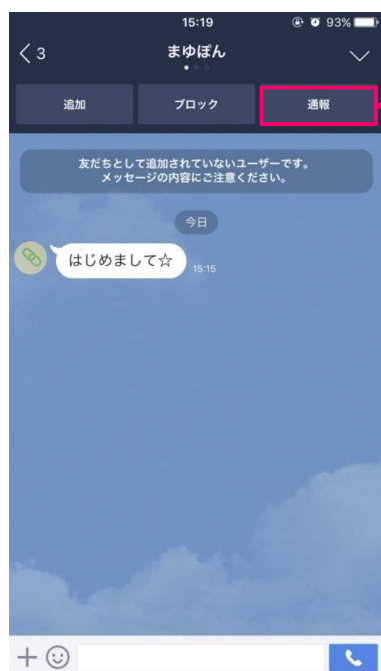 15:19
93%
3
まゆぽん
追加
ブロック
通報
友だちとして追加されていないユーザーです。
メッセージの内容にご注意ください。
今日
はじめまして☆
15:15